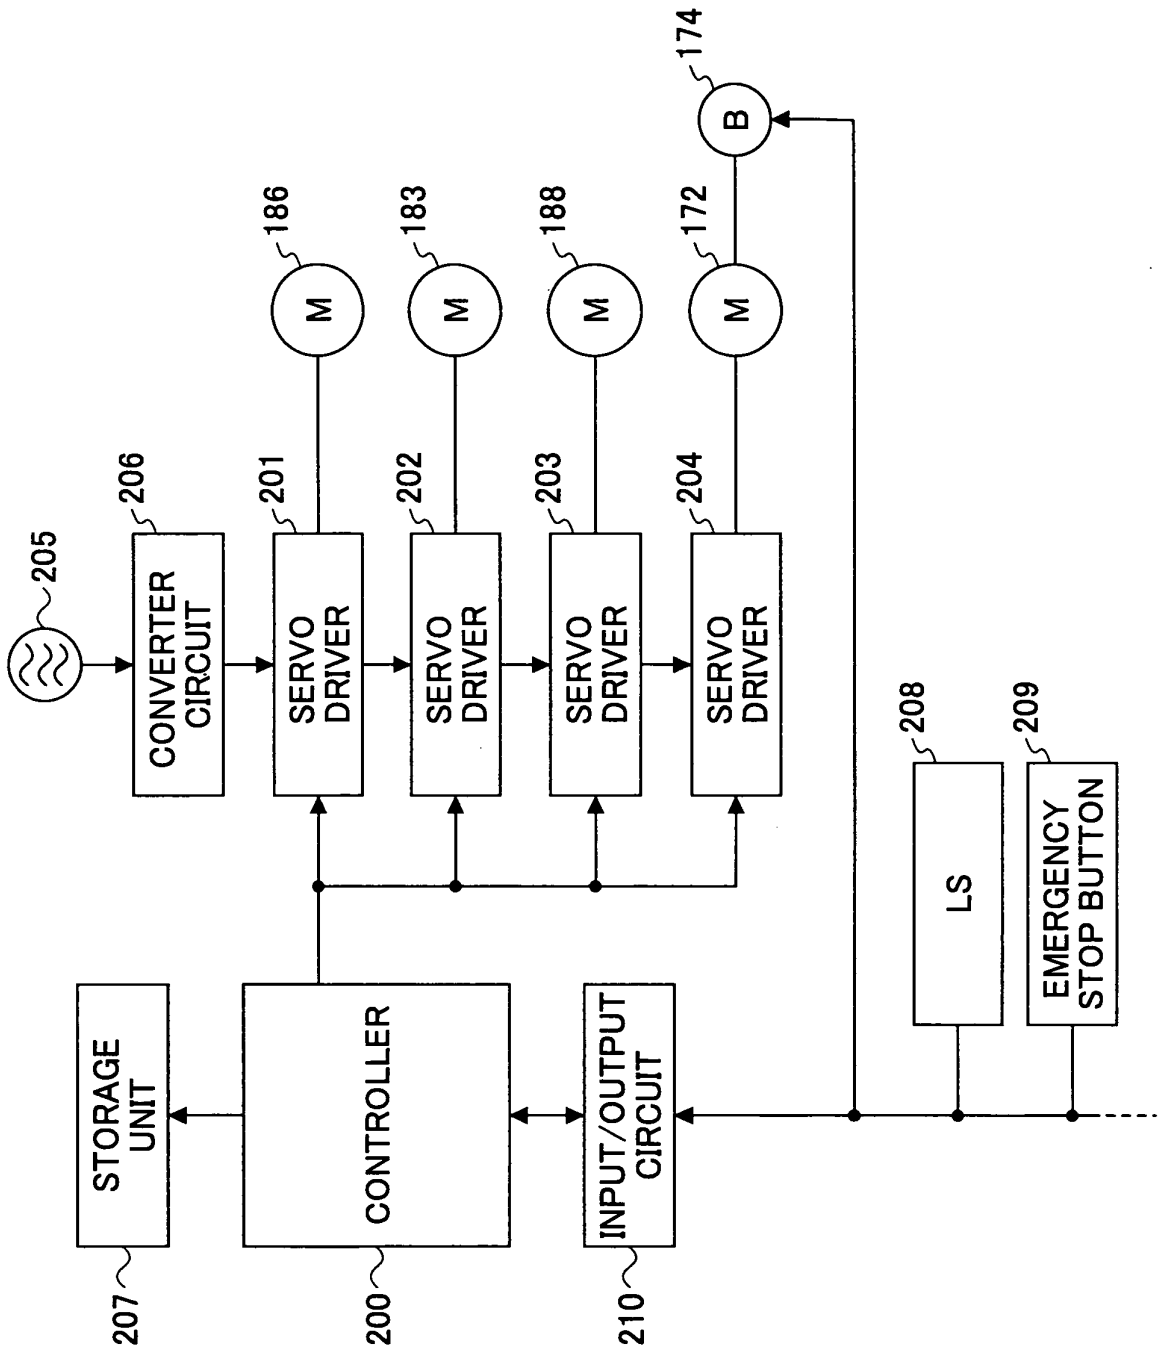 205
206
CONVERTER
CIRCUIT
207
STORAGE
UNIT
200
CONTROLLER
210
INPUT/OUTPUT
CIRCUIT
201
SERVO
DRIVER
202
SERVO
DRIVER
203
SERVO
DRIVER
204
SERVO
DRIVER
186
M
183
M
188
M
172
M
174
B
208
LS
209
EMERGENCY
STOP BUTTON